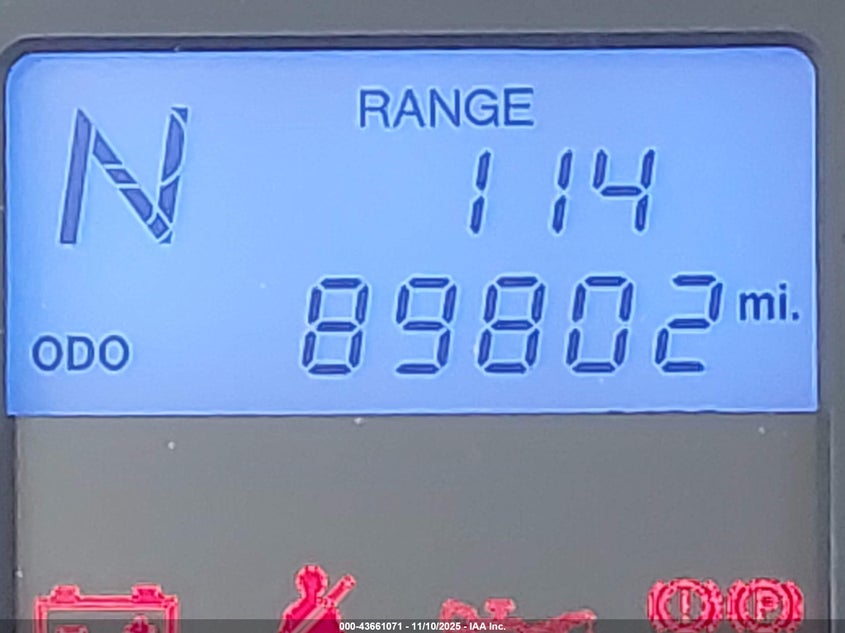 N
RANGE
114
ODO 89802 mi.
P
000-43661071 - 11/10/2025 - IAA Inc.